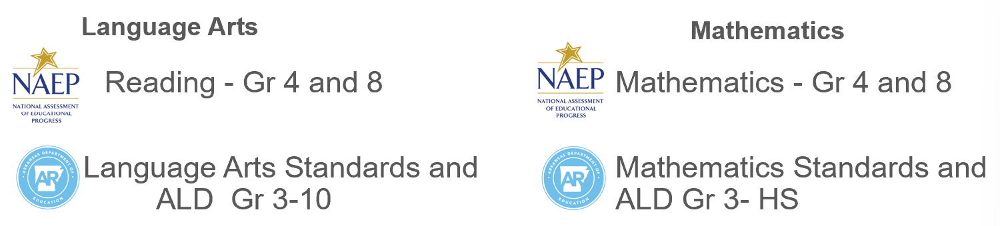 Language Arts
NAEP
NATIONAL ASSESSMENT
OF EDUCATIONAL
PROGRESS
Reading - Gr 4 and 8
ARKANSAS DEPARTMENT OF
AR
EDUCATION
Language Arts Standards and
ALD  Gr 3-10
Mathematics
NAEP
NATIONAL ASSESSMENT
OF EDUCATIONAL
PROGRESS
Mathematics - Gr 4 and 8
ARKANSAS DEPARTMENT OF
AR
EDUCATION
Mathematics Standards and
ALD Gr 3- HS